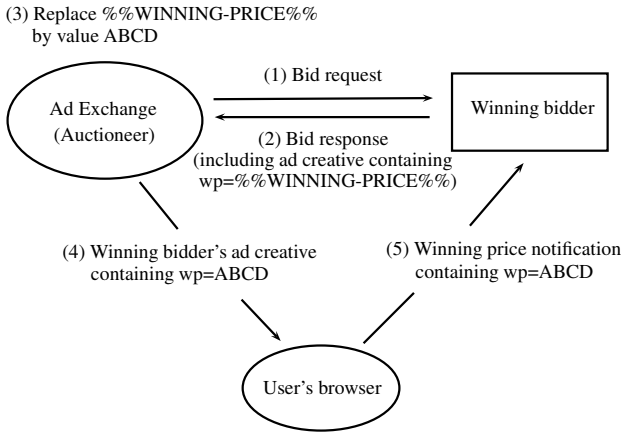 (3) Replace %%WINNING-PRICE%%
by value ABCD
(1) Bid request
Ad Exchange
(Auctioneer)
Winning bidder
(2) Bid response
(including ad creative containing
wp=%%WINNING-PRICE%%)
(4) Winning bidder's ad creative
containing wp=ABCD
(5) Winning price notification
containing wp=ABCD
User's browser